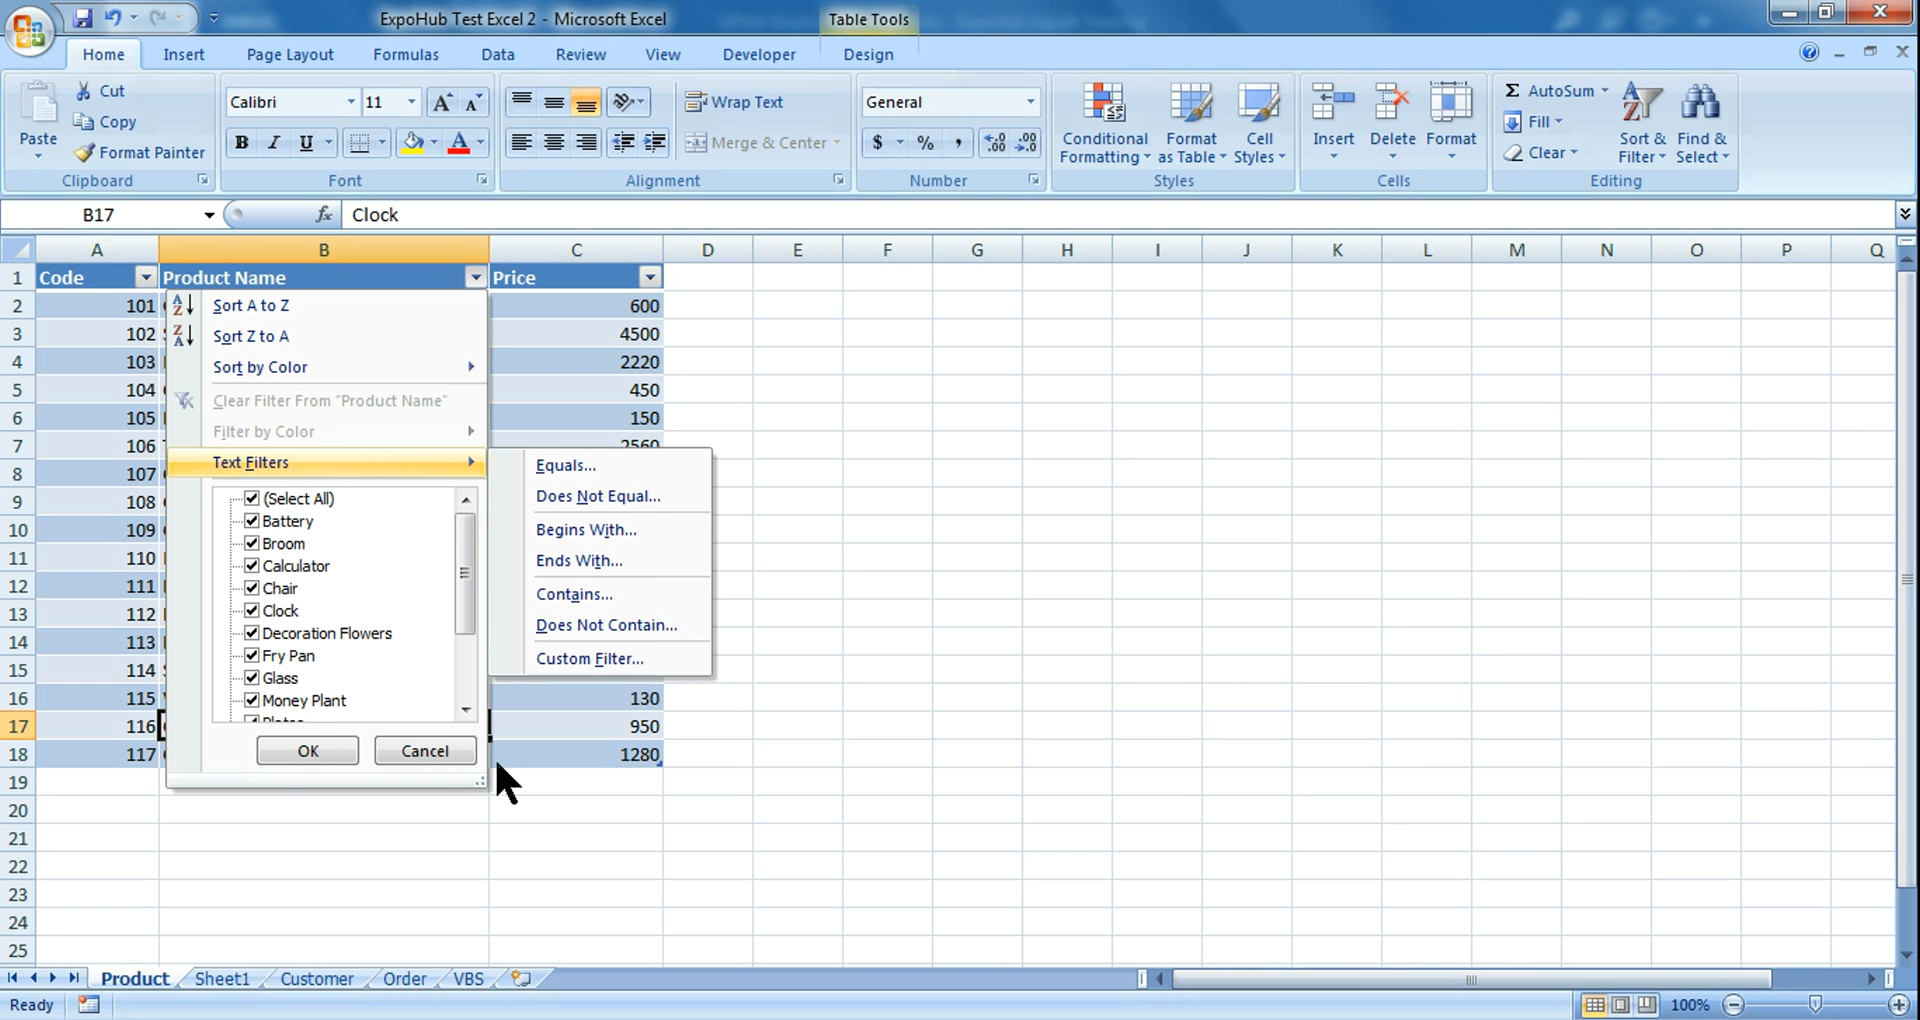 ExpoHub Test Excel 2 - Microsoft Excel
Table Tools
Home Insert Page Layout Formulas Data Review View Developer Design
Paste
Cut
Copy
Format Painter
Clipboard
Calibri 11
B I U
Font
Wrap Text
Merge & Center
Alignment
General
$ % ,
Number
Conditional Formatting
Format as Table
Cell Styles
Styles
Insert Delete Format
Cells
Σ AutoSum
Fill
Clear
Sort & Filter
Find & Select
Editing
B17 fx Clock
A B C D E F G H I J K L M N O P Q
1 Code Product Name Price
2 101 600
3 102 4500
4 103 2220
5 104 450
6 105 150
7 106 2560
8 107
9 108
10 109
11 110
12 111
13 112
14 113
15 114
16 115 130
17 116 950
18 117 1280
19
20
21
22
23
24
25
Sort A to Z
Sort Z to A
Sort by Color
Clear Filter From "Product Name"
Filter by Color
Text Filters
(Select All)
Battery
Broom
Calculator
Chair
Clock
Decoration Flowers
Fry Pan
Glass
Money Plant
OK Cancel
Equals...
Does Not Equal...
Begins With...
Ends With...
Contains...
Does Not Contain...
Custom Filter...
Product Sheet1 Customer Order VBS
Ready 100%